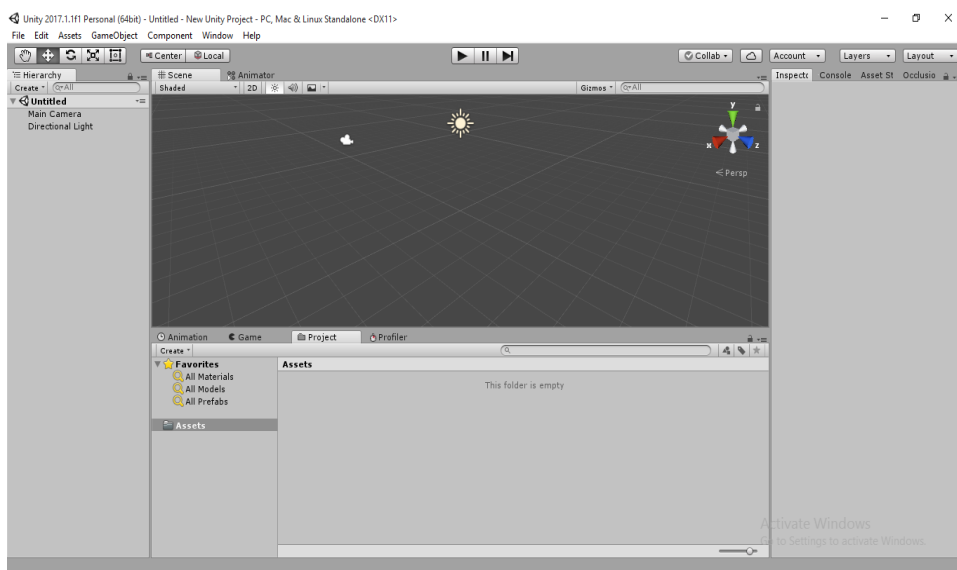 Unity 2017.1.1f1 Personal (64bit) - Untitled - New Unity Project - PC, Mac & Linux Standalone <DX11>
File Edit Assets GameObject Component Window Help
Center Local Collab Account Layers Layout
Hierarchy Scene Animator Inspecto Console Asset St Occlusio
Create All Shaded 2D Gizmos All
Untitled
Main Camera
Directional Light
y
x z
Persp
Animation Game Project Profiler
Create
Favorites Assets
All Materials
All Models This folder is empty
All Prefabs
Assets
Activate Windows
Go to Settings to activate Windows.